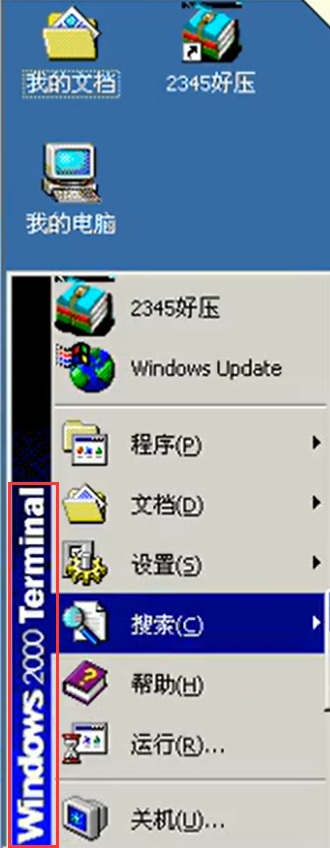 我的文档
2345好压
我的电脑
2345好压
Windows Update
程序(P)
文档(D)
设置(S)
搜索(C)
帮助(H)
运行(R)...
关机(U)...
Windows 2000 Terminal